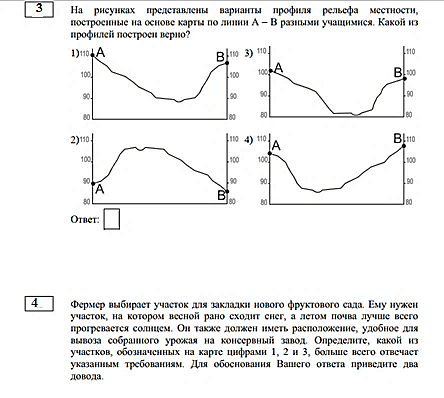 3
На рисунках представлены варианты профиля рельефа местности,
построенные на основе карты по линии А – В разными учащимися. Какой из
профилей построен верно?
1) 110 A B 110 3) 110 A B 110
100 100 100 100
90 90 90 90
80 80 80 80
2) 110 110 4) 110 A B 110
100 100 100 100
90 A B 90 90 90
80 80 80 80
Ответ:
4
Фермер выбирает участок для закладки нового фруктового сада. Ему нужен
участок, на котором весной рано сходит снег, а летом почва лучше всего
прогревается солнцем. Он также должен иметь расположение, удобное для
вывоза собранного урожая на консервный завод. Определите, какой из
участков, обозначенных на карте цифрами 1, 2 и 3, больше всего отвечает
указанным требованиям. Для обоснования Вашего ответа приведите два
довода.